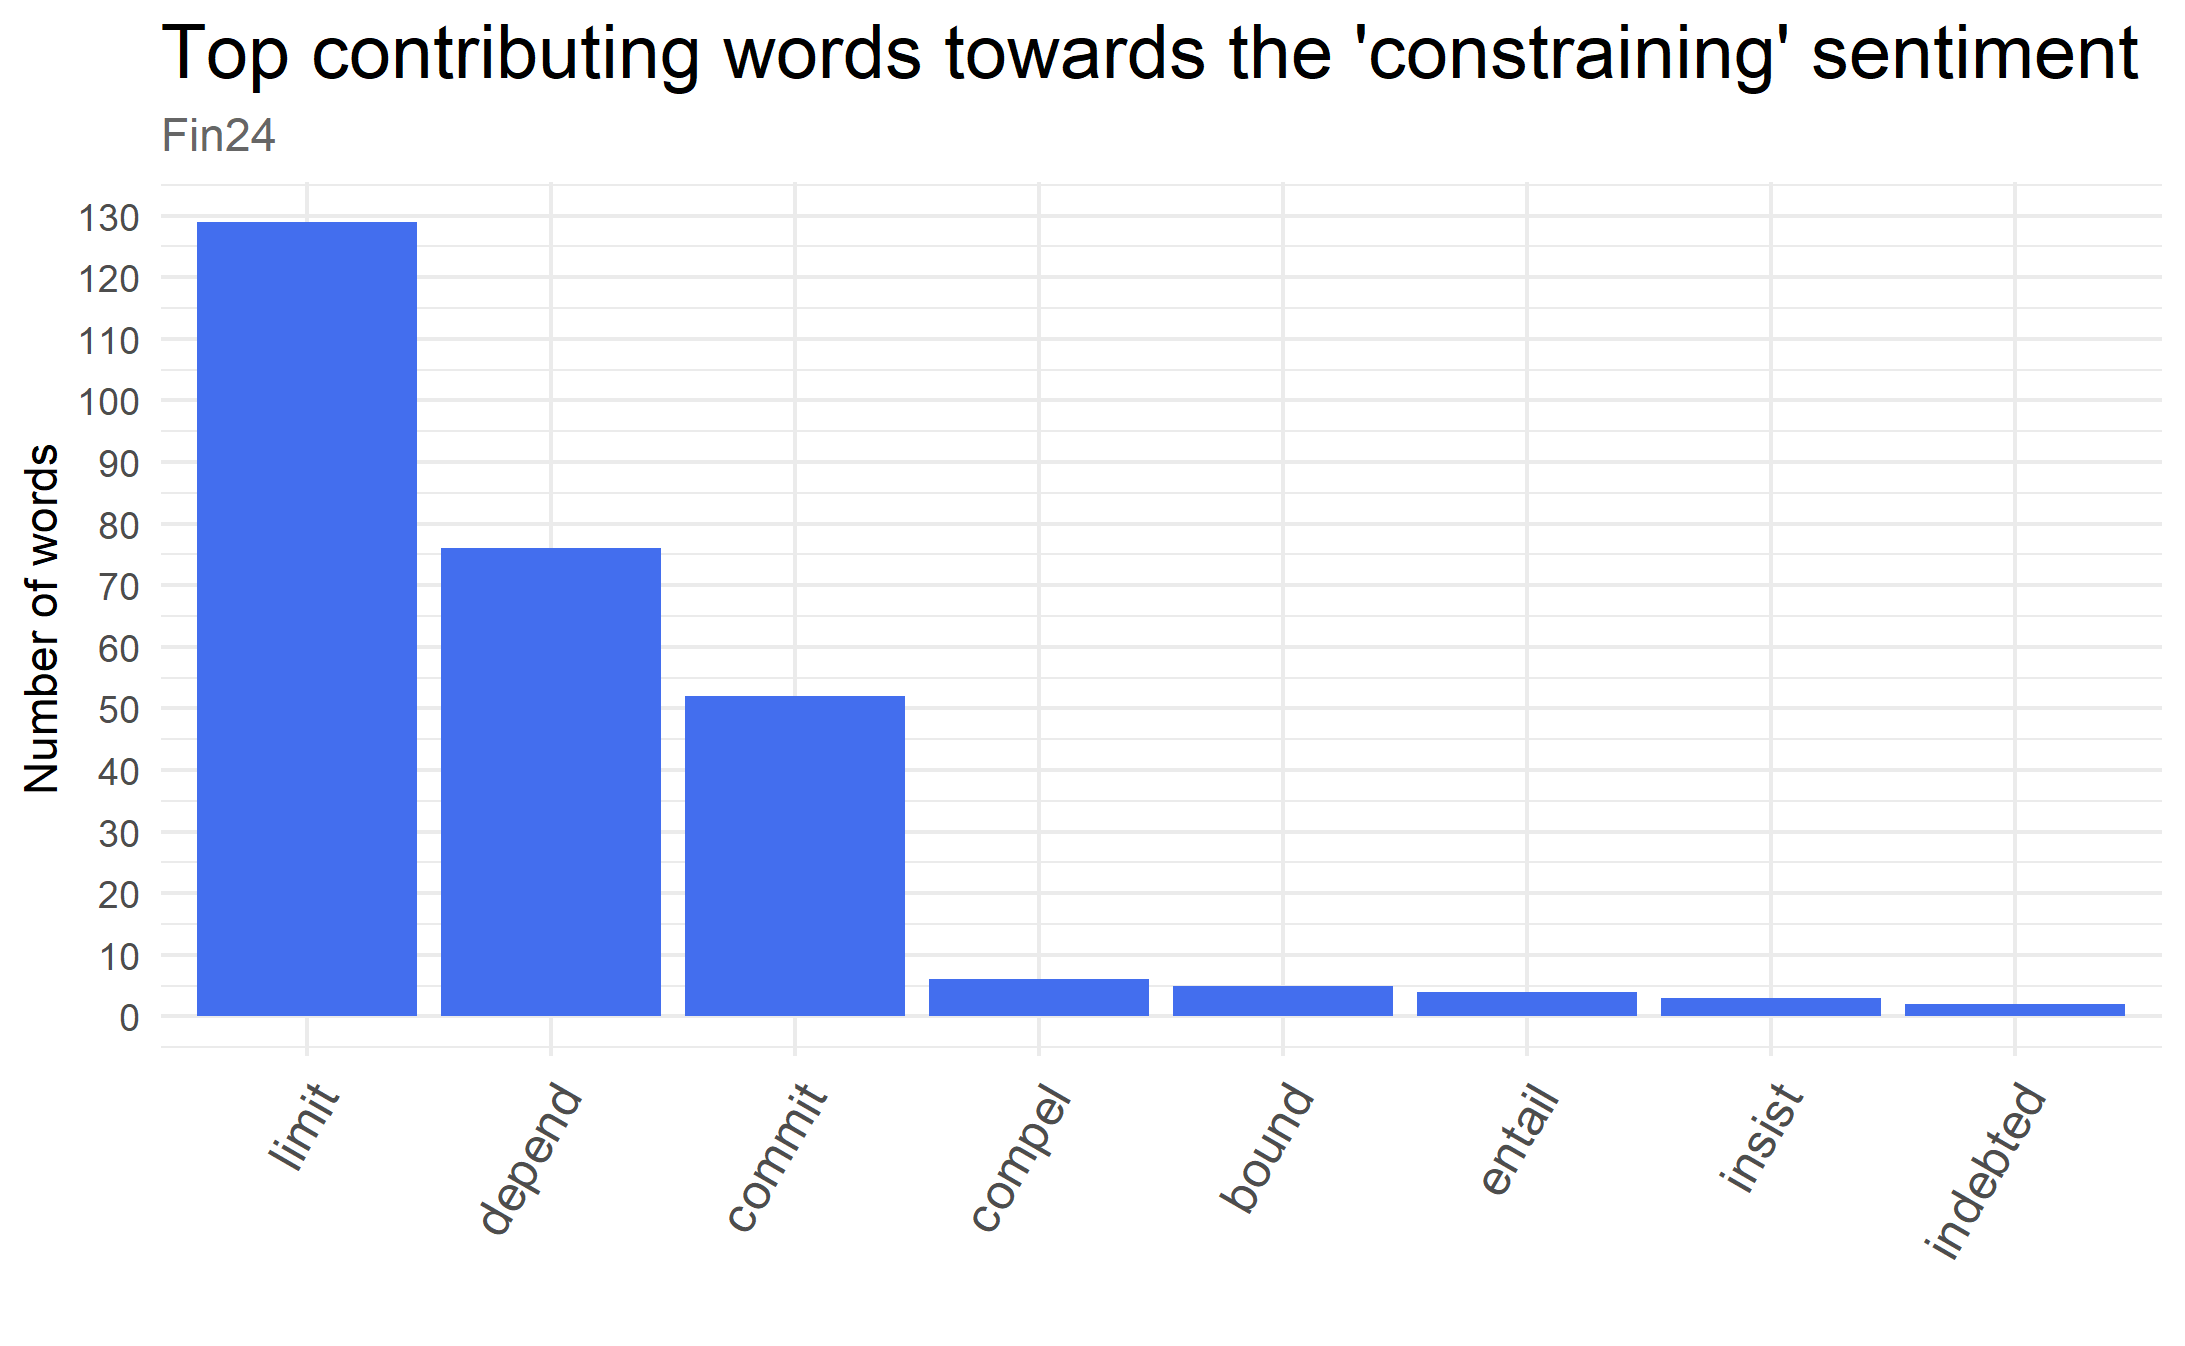 Top contributing words towards the 'constraining' sentiment
Fin24
Number of words
130
120
110
100
90
80
70
60
50
40
30
20
10
0
limit
depend
commit
compel
bound
entail
insist
indebted